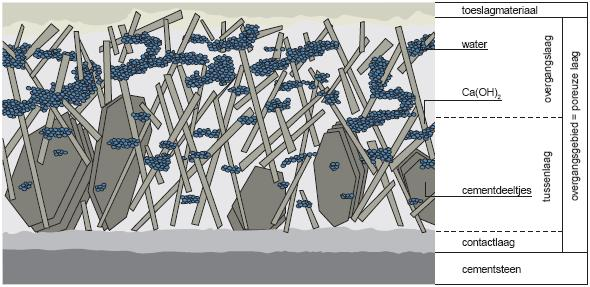 toeslagmateriaal
water
Ca(OH)2
cementdeeltjes
contactlaag
cementsteen
overgangslaag
tussenlaag
overgangsgebied = poreuze laag